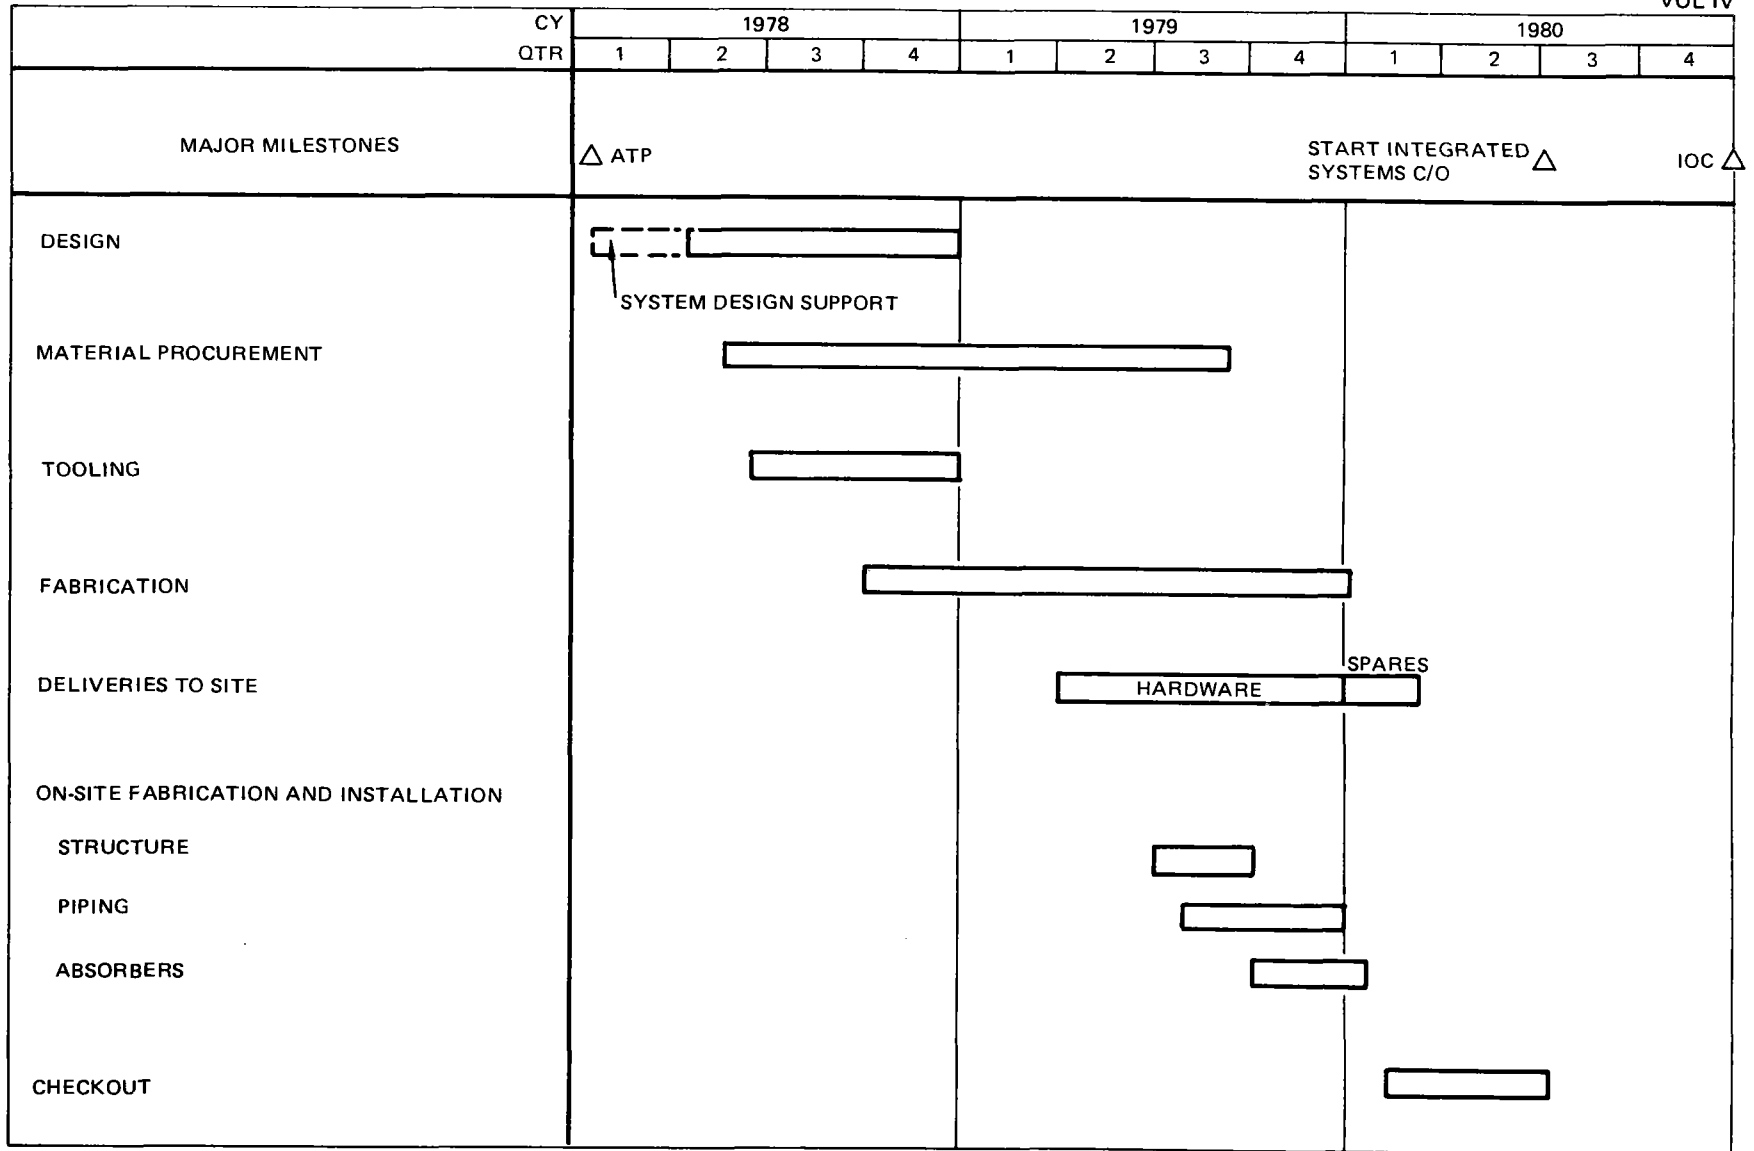 VOL IV
CY 1978 1979 1980
QTR 1 2 3 4 1 2 3 4 1 2 3 4
MAJOR MILESTONES
ATP
START INTEGRATED
SYSTEMS C/O
IOC
DESIGN
SYSTEM DESIGN SUPPORT
MATERIAL PROCUREMENT
TOOLING
FABRICATION
SPARES
DELIVERIES TO SITE
HARDWARE
ON-SITE FABRICATION AND INSTALLATION
STRUCTURE
PIPING
ABSORBERS
CHECKOUT